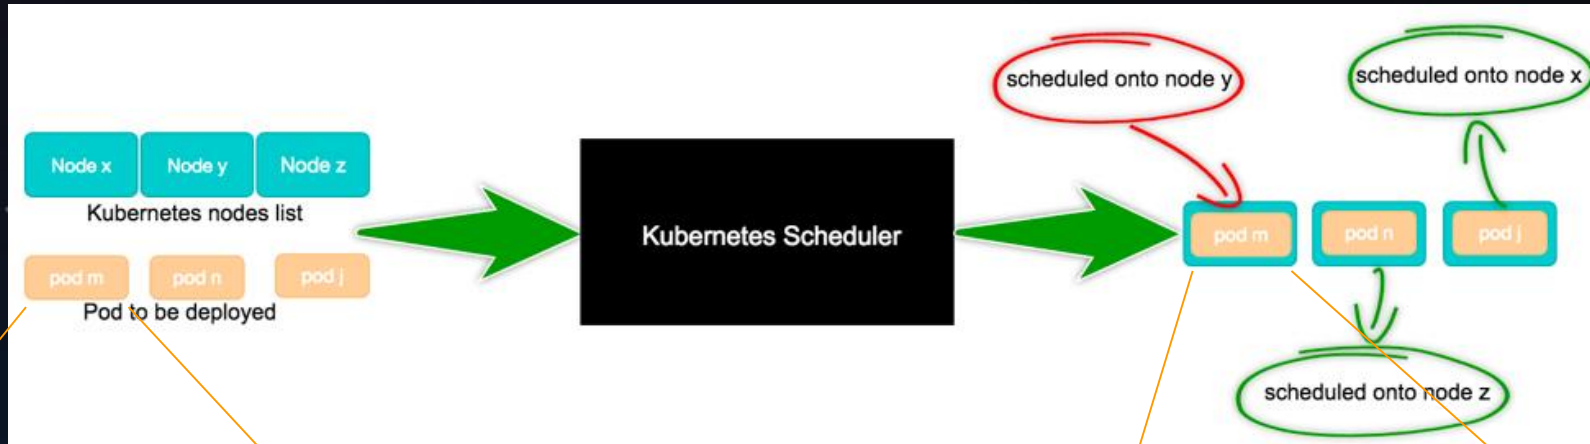 Node x
Node y
Node z
Kubernetes nodes list
pod m
pod n
pod j
Pod to be deployed
Kubernetes Scheduler
scheduled onto node y
scheduled onto node x
pod m
pod n
pod j
scheduled onto node z